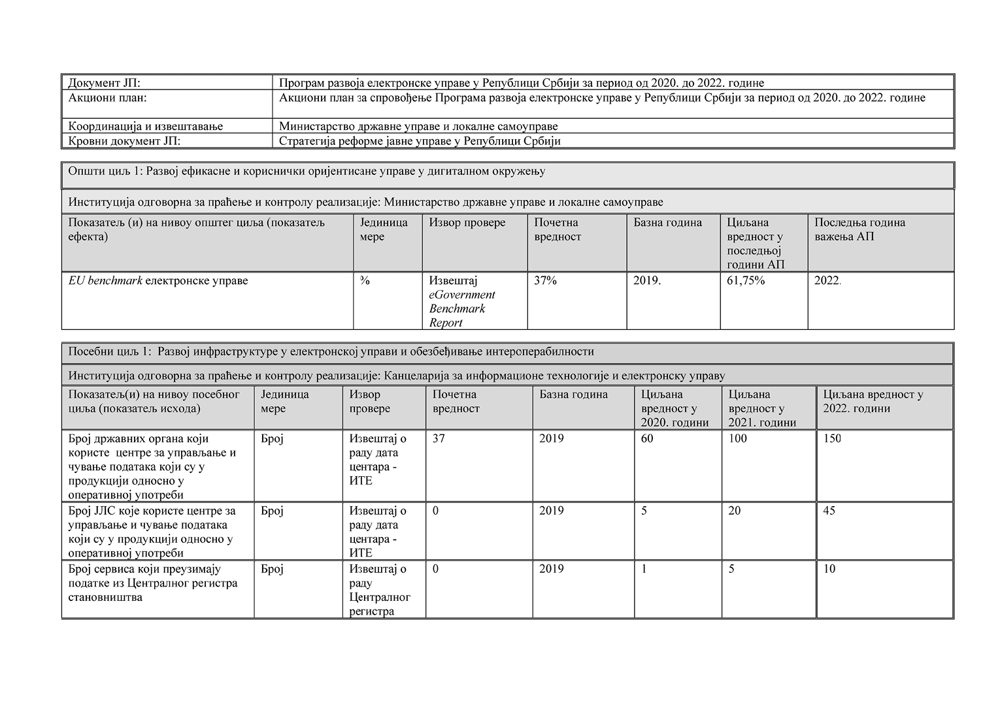 Документ ЈП:
Програм развоја електронске управе у Републици Србији за период од 2020. до 2022. године
Акциони план:
Акциони план за спровођење Програма развоја електронске управе у Републици Србији за период од 2020. до 2022. године
Координација и извештавање
Министарство државне управе и локалне самоуправе
Кровни документ ЈП:
Стратегија реформе јавне управе у Републици Србији
Општи циљ 1: Развој ефикасне и кориснички оријентисане управе у дигиталном окружењу
Институција одговорна за праћење и контролу реализације: Министарство државне управе и локалне самоуправе
Показатељ (и) на нивоу општег циља (показатељ
ефекта)
Јединица
мере
Извор провере
Почетна
вредност
Базна година
Циљана
вредност у
последњој
години АП
Последња година
важења АП
EU benchmark електронске управе
%
Извештај
eGovernment
Benchmark
Report
37%
2019.
61,75%
2022.
Посебни циљ 1:  Развој инфраструктуре у електронској управи и обезбеђивање интероперабилности
Институција одговорна за праћење и контролу реализације: Канцеларија за информационе технологије и електронску управу
Показатељ(и) на нивоу посебног
циља (показатељ исхода)
Јединица
мере
Извор
провере
Почетна
вредност
Базна година
Циљана
вредност у
2020. години
Циљана
вредност у
2021. години
Циљана вредност у
2022. години
Број државних органа који
користе  центре за управљање и
чување података који су у
продукцији односно у
оперативној употреби
Број
Извештај о
раду дата
центара -
ИТЕ
37
2019
60
100
150
Број ЈЛС које користе центре за
управљање и чување података
који су у продукцији односно у
оперативној употреби
Број
Извештај о
раду дата
центара -
ИТЕ
0
2019
5
20
45
Број сервиса који преузимају
податке из Централног регистра
становништва
Број
Извештај о
раду
Централног
регистра
0
2019
1
5
10